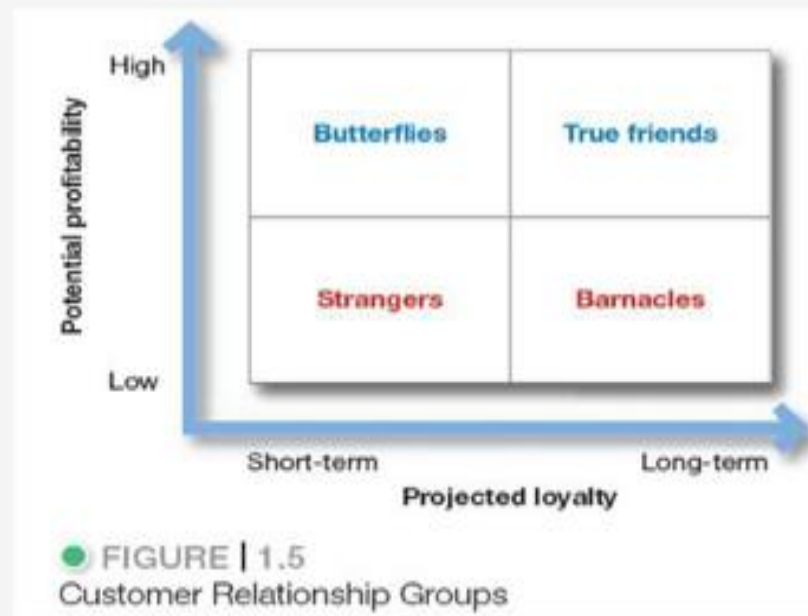 High
Potential profitability
Butterflies
True friends
Strangers
Barnacles
Low
Short-term
Long-term
Projected loyalty
FIGURE | 1.5
Customer Relationship Groups